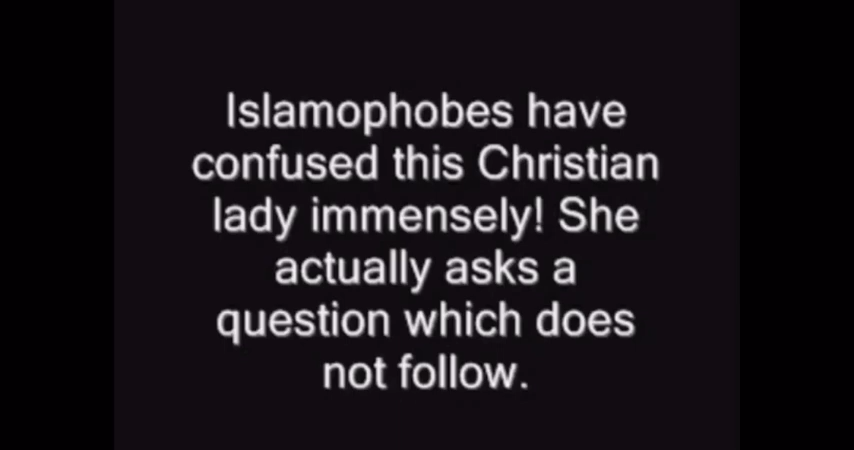 Islamophobes have
confused this Christian
lady immensely! She
actually asks a
question which does
not follow.